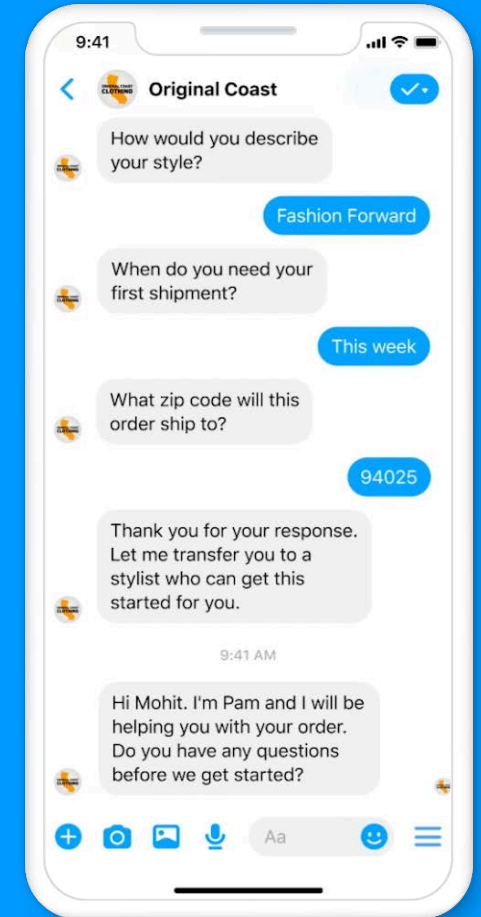 9:41
Original Coast
How would you describe
your style?
Fashion Forward
When do you need your
first shipment?
This week
What zip code will this
order ship to?
94025
Thank you for your response.
Let me transfer you to a
stylist who can get this
started for you.
9:41 AM
Hi Mohit. I'm Pam and I will be
helping you with your order.
Do you have any questions
before we get started?
Aa